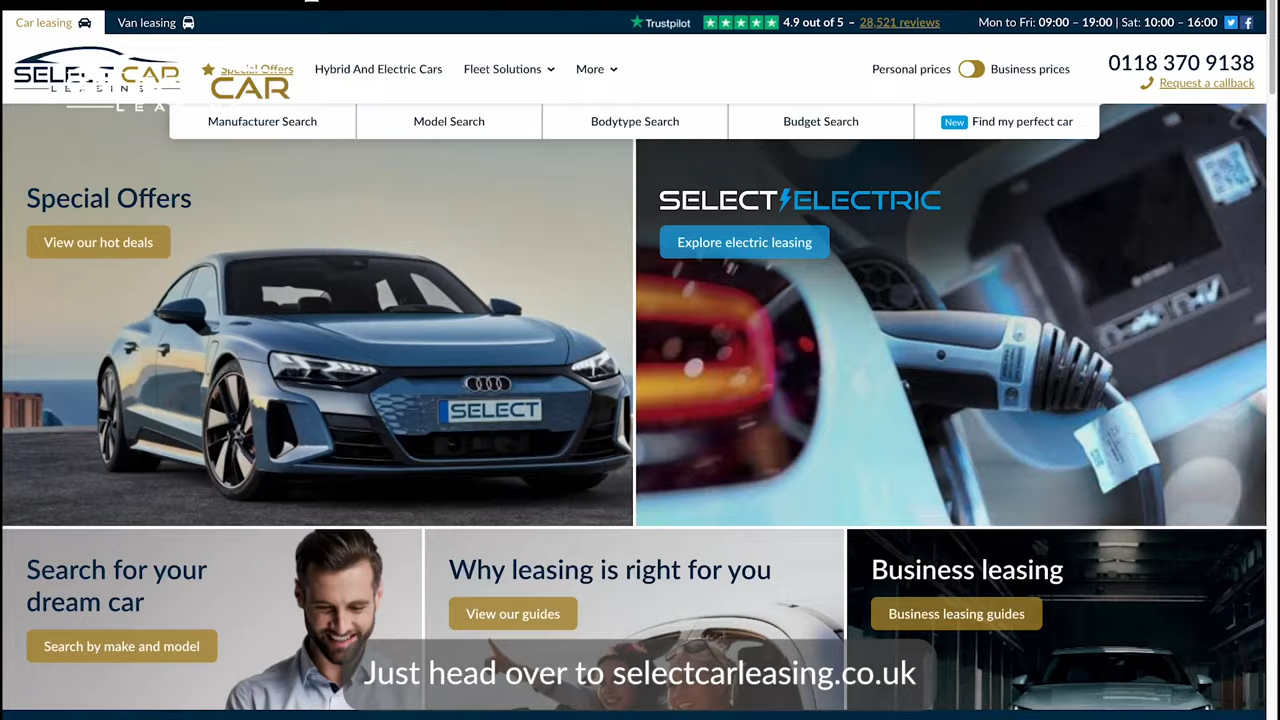 Car leasing
Van leasing
Trustpilot
4.9 out of 5 – 28,521 reviews
Mon to Fri: 09:00 – 19:00 | Sat: 10:00 – 16:00
SELECT CAR
LEASING
Special Offers
CAR
LEA
Hybrid And Electric Cars
Fleet Solutions
More
Personal prices
Business prices
0118 370 9138
Request a callback
Manufacturer Search
Model Search
Bodytype Search
Budget Search
New Find my perfect car
Special Offers
View our hot deals
SELECT
SELECT ELECTRIC
Explore electric leasing
Search for your
dream car
Search by make and model
Why leasing is right for you
View our guides
Business leasing
Business leasing guides
Just head over to selectcarleasing.co.uk